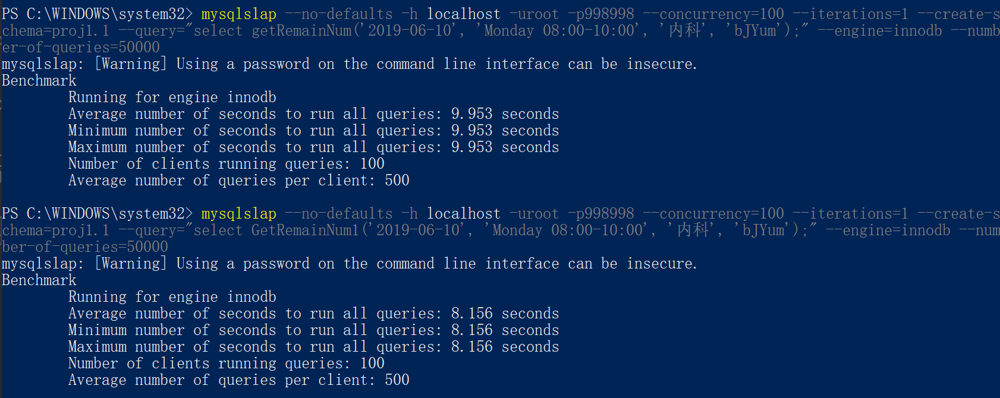 PS C:\WINDOWS\system32> mysqlslap --no-defaults -h localhost -uroot -p998998 --concurrency=100 --iterations=1 --create-s
chema=proj1.1 --query="select getRemainNum('2019-06-10', 'Monday 08:00-10:00', '内科', 'bJYum');" --engine=innodb --numb
er-of-queries=50000
mysqlslap: [Warning] Using a password on the command line interface can be insecure.
Benchmark
        Running for engine innodb
        Average number of seconds to run all queries: 9.953 seconds
        Minimum number of seconds to run all queries: 9.953 seconds
        Maximum number of seconds to run all queries: 9.953 seconds
        Number of clients running queries: 100
        Average number of queries per client: 500
PS C:\WINDOWS\system32> mysqlslap --no-defaults -h localhost -uroot -p998998 --concurrency=100 --iterations=1 --create-s
chema=proj1.1 --query="select GetRemainNum1('2019-06-10', 'Monday 08:00-10:00', '内科', 'bJYum');" --engine=innodb --num
ber-of-queries=50000
mysqlslap: [Warning] Using a password on the command line interface can be insecure.
Benchmark
        Running for engine innodb
        Average number of seconds to run all queries: 8.156 seconds
        Minimum number of seconds to run all queries: 8.156 seconds
        Maximum number of seconds to run all queries: 8.156 seconds
        Number of clients running queries: 100
        Average number of queries per client: 500